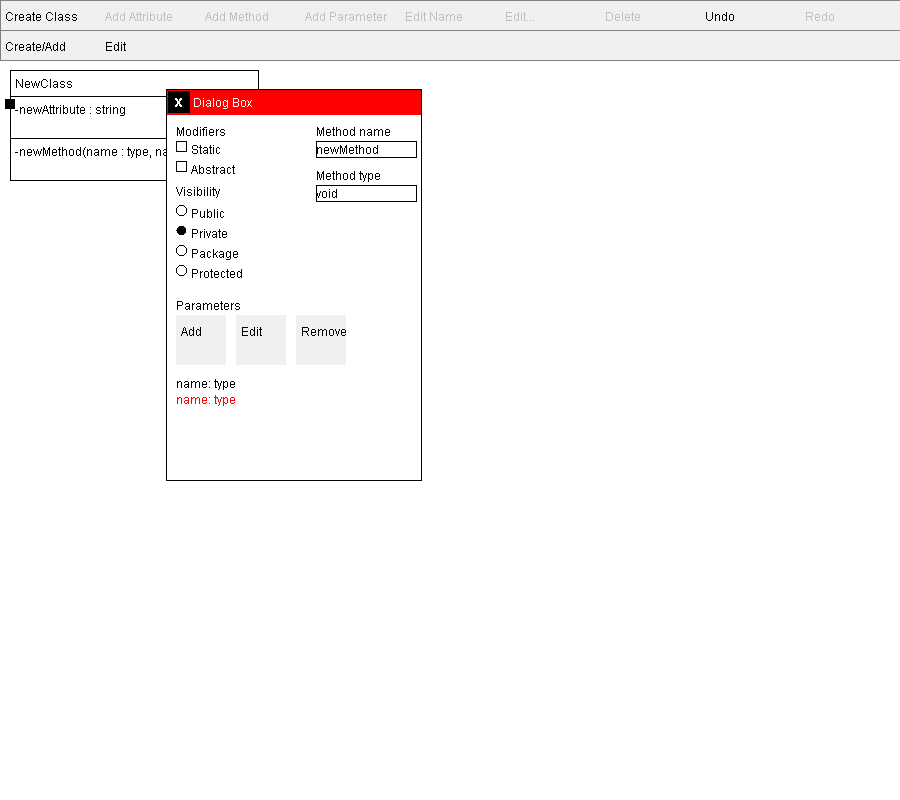 Create Class Add Attribute Add Method Add Parameter Edit Name Edit... Delete Undo Redo
Create/Add Edit
NewClass
-newAttribute : string
-newMethod(name : type, na
X Dialog Box
Modifiers
Static
Abstract
Visibility
Public
Private
Package
Protected
Method name
newMethod
Method type
void
Parameters
Add Edit Remove
name: type
name: type